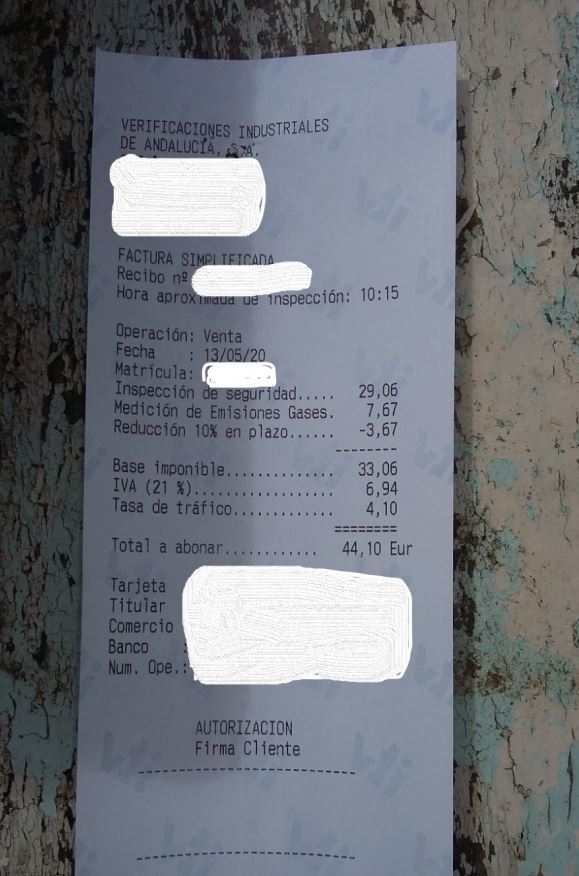 VERIFICACIONES INDUSTRIALES
DE ANDALUCÍA, S.A.
FACTURA SIMPLIFICADA
Recibo nº
Hora aproximada de inspección: 10:15
Operación: Venta
Fecha : 13/05/20
Matrícula:
Inspección de seguridad..... 29,06
Medición de Emisiones Gases. 7,67
Reducción 10% en plazo...... -3,67
--------
Base imponible.............. 33,06
IVA (21 %).................. 6,94
Tasa de tráfico............. 4,10
========
Total a abonar............ 44,10 Eur
Tarjeta
Titular
Comercio
Banco :
Num. Ope.:
AUTORIZACION
Firma Cliente